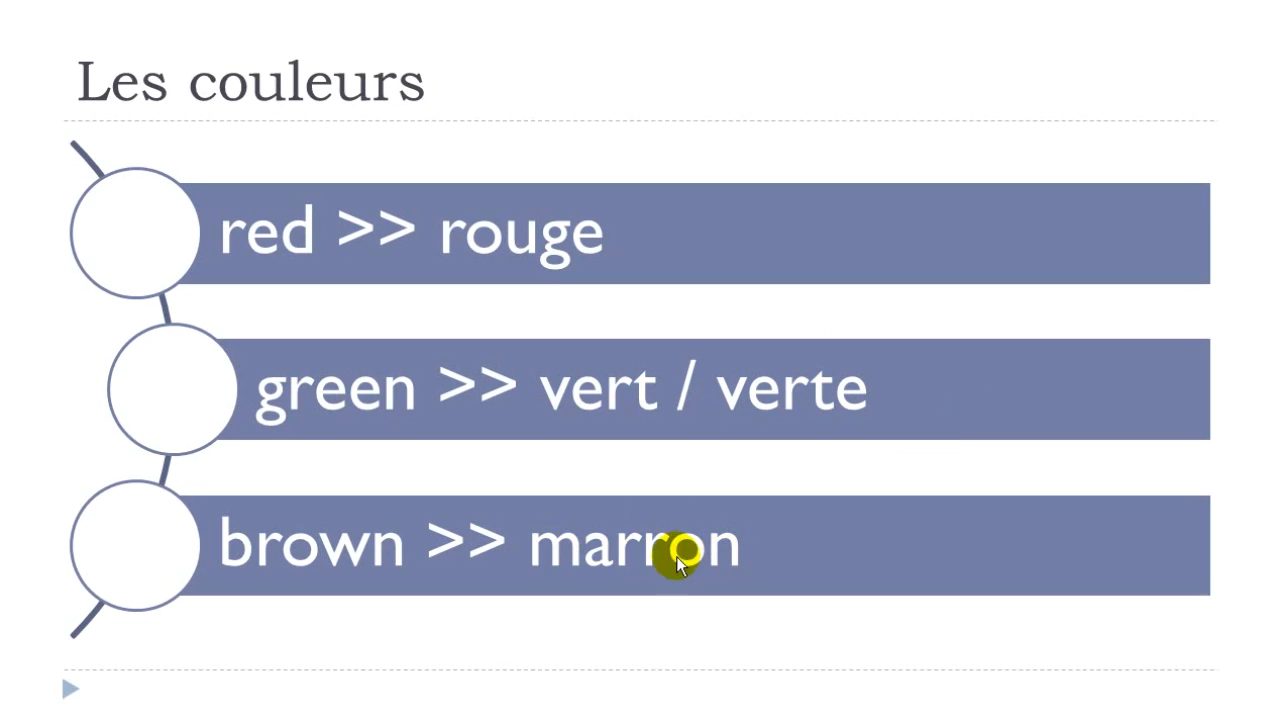 Les couleurs
red >> rouge
green >> vert / verte
brown >> marron